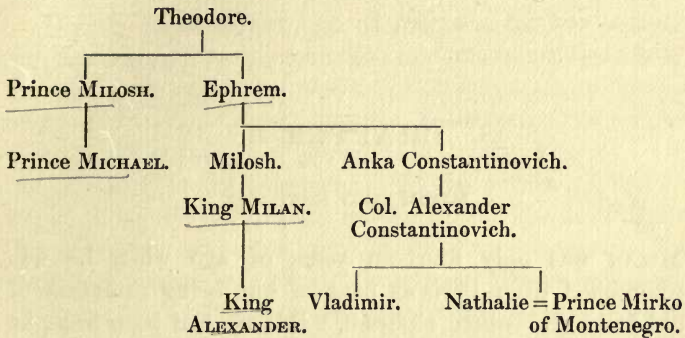 Theodore.
Prince MILOSH. Ephrem.
Prince MICHAEL. Milosh. Anka Constantinovich.
King MILAN. Col. Alexander
Constantinovich.
King Vladimir. Nathalie = Prince Mirko
ALEXANDER. of Montenegro.